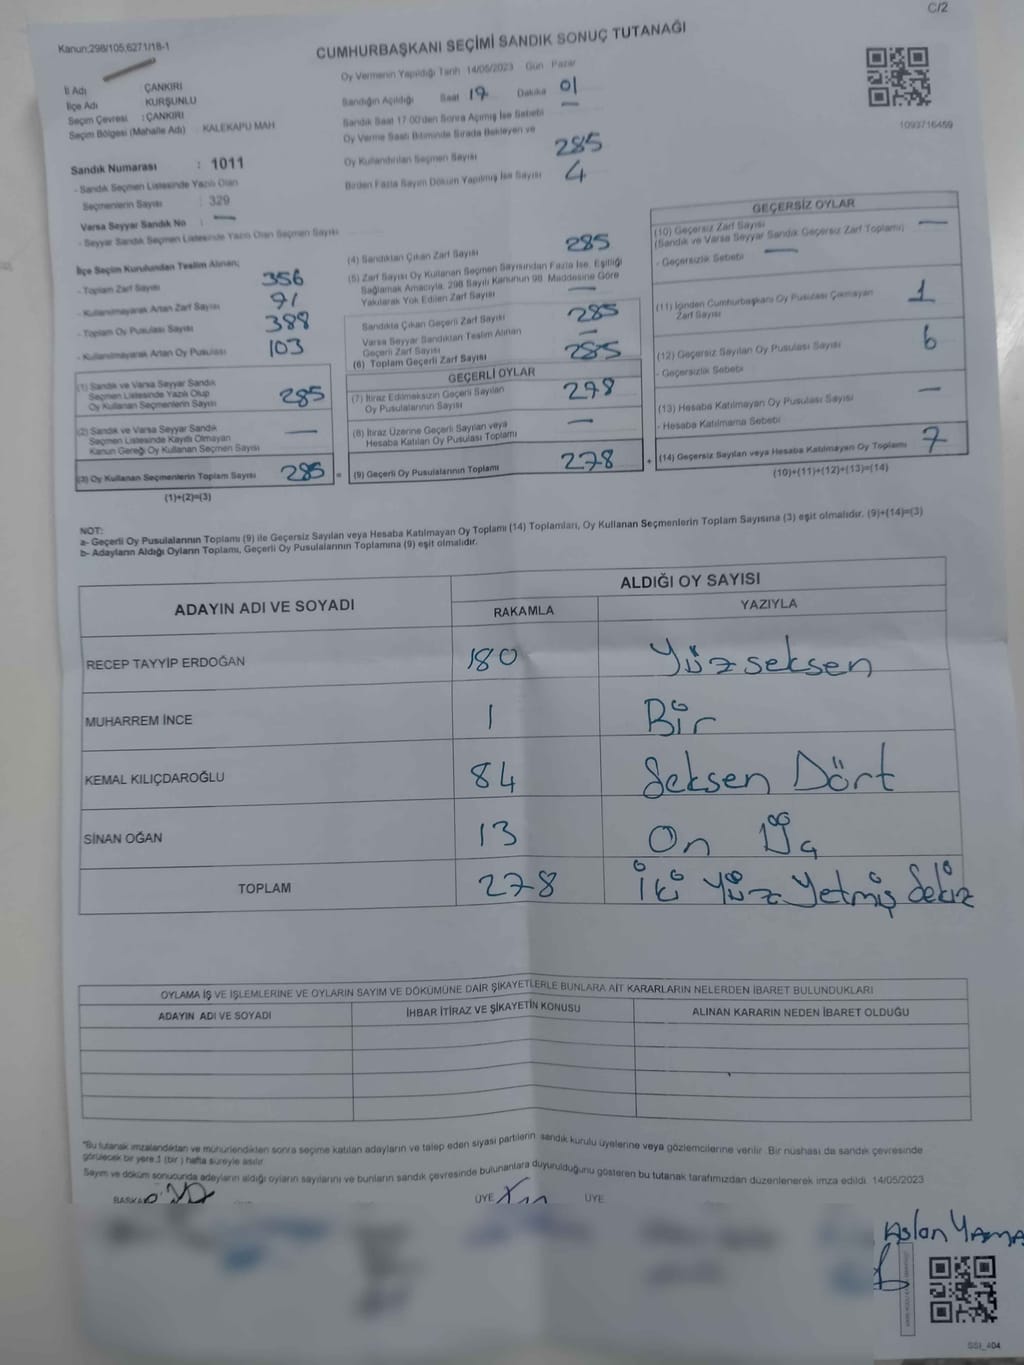 C/2
Kanun:298/105,6271/18-1
CUMHURBAŞKANI SEÇİMİ SANDIK SONUÇ TUTANAĞI
İl Adı ÇANKIRI
İlçe Adı KURŞUNLU
Seçim Çevresi : ÇANKIRI
Seçim Bölgesi (Mahalle Adı) : KALEKAPU MAH
Sandık Numarası : 1011
- Sandık Seçmen Listesinde Yazılı Olan
Seçmenlerin Sayısı : 329
Varsa Seyyar Sandık No : —
- Seyyar Sandık Seçmen Listesinde Yazılı Olan Seçmen Sayısı
Oy Vermenin Yapıldığı Tarih 14/05/2023 Gün Pazar
Sandığın Açıldığı Saat 17 Dakika 01
Sandık Saat 17:00'den Sonra Açılmış İse Sebebi —
Oy Verme Saati Bitiminde Sırada Bekleyen ve
Oy Kullandırılan Seçmen Sayısı 285
Birden Fazla Sayım Döküm Yapılmış İse Sayısı 4
1093716459
İlçe Seçim Kurulundan Teslim Alınan;
- Toplam Zarf Sayısı 356
- Kullanılmayarak Artan Zarf Sayısı 71
- Toplam Oy Pusulası Sayısı 388
- Kullanılmayarak Artan Oy Pusulası 103
(1) Sandık ve Varsa Seyyar Sandık
Seçmen Listesinde Yazılı Olup
Oy Kullanan Seçmenlerin Sayısı 285
(2) Sandık ve Varsa Seyyar Sandık
Seçmen Listesinde Kayıtlı Olmayan
Kanun Gereği Oy Kullanan Seçmen Sayısı —
(3) Oy Kullanan Seçmenlerin Toplam Sayısı 285 =
(1)+(2)=(3)
(4) Sandıktan Çıkan Zarf Sayısı 285
(5) Zarf Sayısı Oy Kullanan Seçmen Sayısından Fazla İse, Eşitliği
Sağlamak Amacıyla, 298 Sayılı Kanunun 98. Maddesine Göre
Yakılarak Yok Edilen Zarf Sayısı —
Sandıkta Çıkan Geçerli Zarf Sayısı 285
Varsa Seyyar Sandıktan Teslim Alınan
Geçerli Zarf Sayısı —
(6) Toplam Geçerli Zarf Sayısı 285
GEÇERLİ OYLAR
(7) İtiraz Edilmeksizin Geçerli Sayılan
Oy Pusulalarının Sayısı 278
(8) İtiraz Üzerine Geçerli Sayılan veya
Hesaba Katılan Oy Pusulası Toplamı —
(9) Geçerli Oy Pusulalarının Toplamı 278 +
GEÇERSİZ OYLAR
(10) Geçersiz Zarf Sayısı —
(Sandık ve Varsa Seyyar Sandık Geçersiz Zarf Toplamı)
- Geçersizlik Sebebi —
(11) İçinden Cumhurbaşkanı Oy Pusulası Çıkmayan
Zarf Sayısı 1
(12) Geçersiz Sayılan Oy Pusulası Sayısı 6
- Geçersizlik Sebebi
(13) Hesaba Katılmayan Oy Pusulası Sayısı —
- Hesaba Katılmama Sebebi
(14) Geçersiz Sayılan veya Hesaba Katılmayan Oy Toplamı 7
(10)+(11)+(12)+(13)=(14)
NOT:
a- Geçerli Oy Pusulalarının Toplamı (9) ile Geçersiz Sayılan veya Hesaba Katılmayan Oy Toplamı (14) Toplamları, Oy Kullanan Seçmenlerin Toplam Sayısına (3) eşit olmalıdır. (9)+(14)=(3)
b- Adayların Aldığı Oyların Toplamı, Geçerli Oy Pusulalarının Toplamına (9) eşit olmalıdır.
ADAYIN ADI VE SOYADI ALDIĞI OY SAYISI
RAKAMLA YAZIYLA
RECEP TAYYİP ERDOĞAN 180 Yüzseksen
MUHARREM İNCE 1 Bir
KEMAL KILIÇDAROĞLU 84 Seksen Dört
SİNAN OĞAN 13 On Üç
TOPLAM 278 İki Yüz Yetmiş Sekiz
OYLAMA İŞ VE İŞLEMLERİNE VE OYLARIN SAYIM VE DÖKÜMÜNE DAİR ŞİKAYETLERLE BUNLARA AİT KARARLARIN NELERDEN İBARET BULUNDUKLARI
ADAYIN ADI VE SOYADI İHBAR İTİRAZ VE ŞİKAYETİN KONUSU ALINAN KARARIN NEDEN İBARET OLDUĞU
*Bu tutanak imzalandıktan ve mühürlendikten sonra seçime katılan adayların ve talep eden siyasi partilerin sandık kurulu üyelerine veya gözlemcilerine verilir. Bir nüshası da sandık çevresinde
görülecek bir yere 1 (bir) hafta süreyle asılır.
Sayım ve döküm sonucunda adayların aldığı oyların sayılarını ve bunların sandık çevresinde bulunanlara duyurulduğunu gösteren bu tutanak tarafımızdan düzenlenerek imza edildi. 14/05/2023
BAŞKAN ÜYE ÜYE
Aslan